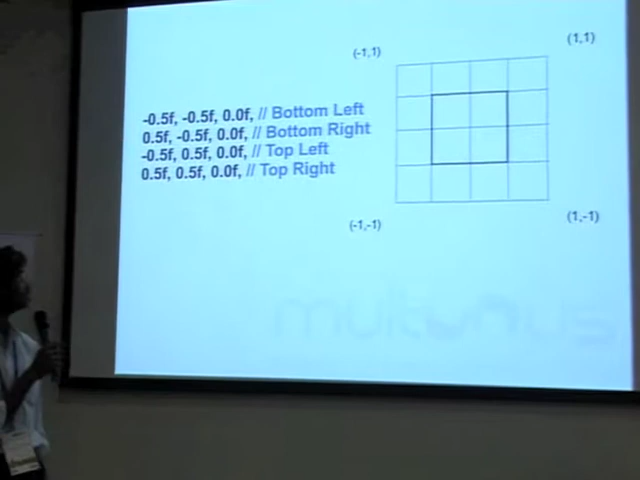 (-1,1)
(1,1)
-0.5f, -0.5f, 0.0f, // Bottom Left
0.5f, -0.5f, 0.0f, // Bottom Right
-0.5f, 0.5f, 0.0f, // Top Left
0.5f, 0.5f, 0.0f, // Top Right
(-1,-1)
(1,-1)